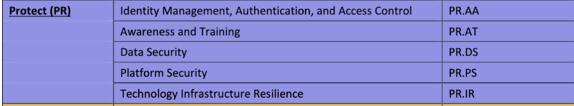 Protect (PR) Identity Management, Authentication, and Access Control PR.AA
Awareness and Training PR.AT
Data Security PR.DS
Platform Security PR.PS
Technology Infrastructure Resilience PR.IR